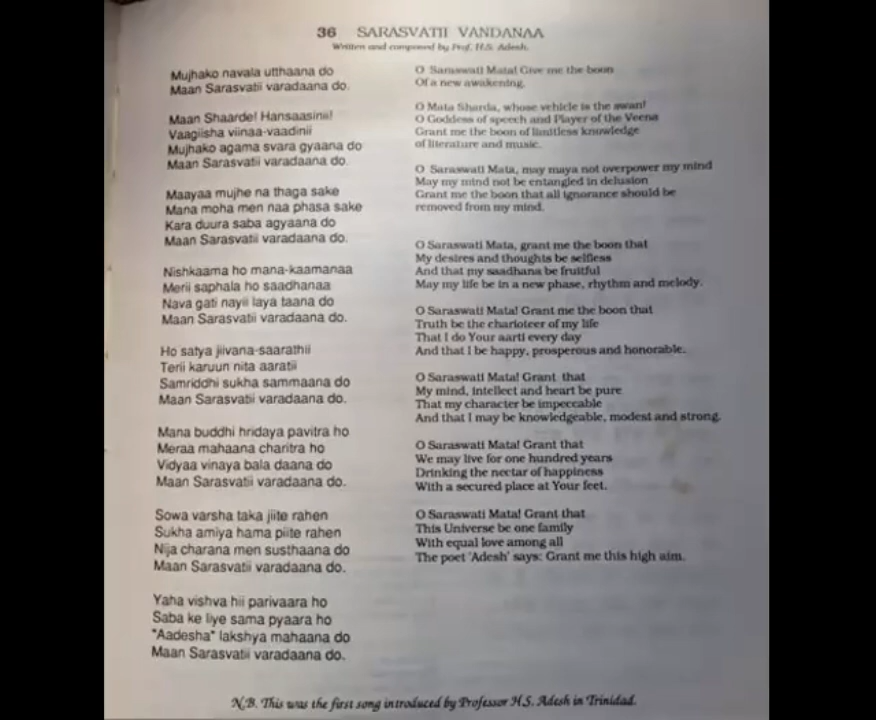 36 SARASVATII VANDANAA
Written and composed by Prof. H.S. Adesh.
Mujhako navala utthaana do
Maan Sarasvatii varadaana do.
Maan Shaarde! Hansaasinii!
Vaagiisha viinaa-vaadinii
Mujhako agama svara gyaana do
Maan Sarasvatii varadaana do.
Maayaa mujhe na thaga sake
Mana moha men naa phasa sake
Kara duura saba agyaana do
Maan Sarasvatii varadaana do.
Nishkaama ho mana-kaamanaa
Merii saphala ho saadhanaa
Nava gati nayii laya taana do
Maan Sarasvatii varadaana do.
Ho satya jiivana-saarathii
Terii karuun nita aaratii
Samriddhi sukha sammaana do
Maan Sarasvatii varadaana do.
Mana buddhi hridaya pavitra ho
Meraa mahaana charitra ho
Vidyaa vinaya bala daana do
Maan Sarasvatii varadaana do.
Sowa varsha taka jiite rahen
Sukha amiya hama piite rahen
Nija charana men susthaana do
Maan Sarasvatii varadaana do.
Yaha vishva hii parivaara ho
Saba ke liye sama pyaara ho
"Aadesha" lakshya mahaana do
Maan Sarasvatii varadaana do.
O Saraswati Mata! Give me the boon
Of a new awakening.
O Mata Sharda, whose vehicle is the swan!
O Goddess of speech and Player of the Veena
Grant me the boon of limitless knowledge
of literature and music.
O Saraswati Mata, may maya not overpower my mind
May my mind not be entangled in delusion
Grant me the boon that all ignorance should be
removed from my mind.
O Saraswati Mata, grant me the boon that
My desires and thoughts be selfless
And that my saadhana be fruitful
May my life be in a new phase, rhythm and melody.
O Saraswati Mata! Grant me the boon that
Truth be the charioteer of my life
That I do Your aarti every day
And that I be happy, prosperous and honorable.
O Saraswati Mata! Grant that
My mind, intellect and heart be pure
That my character be impeccable
And that I may be knowledgeable, modest and strong.
O Saraswati Mata! Grant that
We may live for one hundred years
Drinking the nectar of happiness
With a secured place at Your feet.
O Saraswati Mata! Grant that
This Universe be one family
With equal love among all
The poet 'Adesh' says: Grant me this high aim.
N.B. This was the first song introduced by Professor H.S. Adesh in Trinidad.